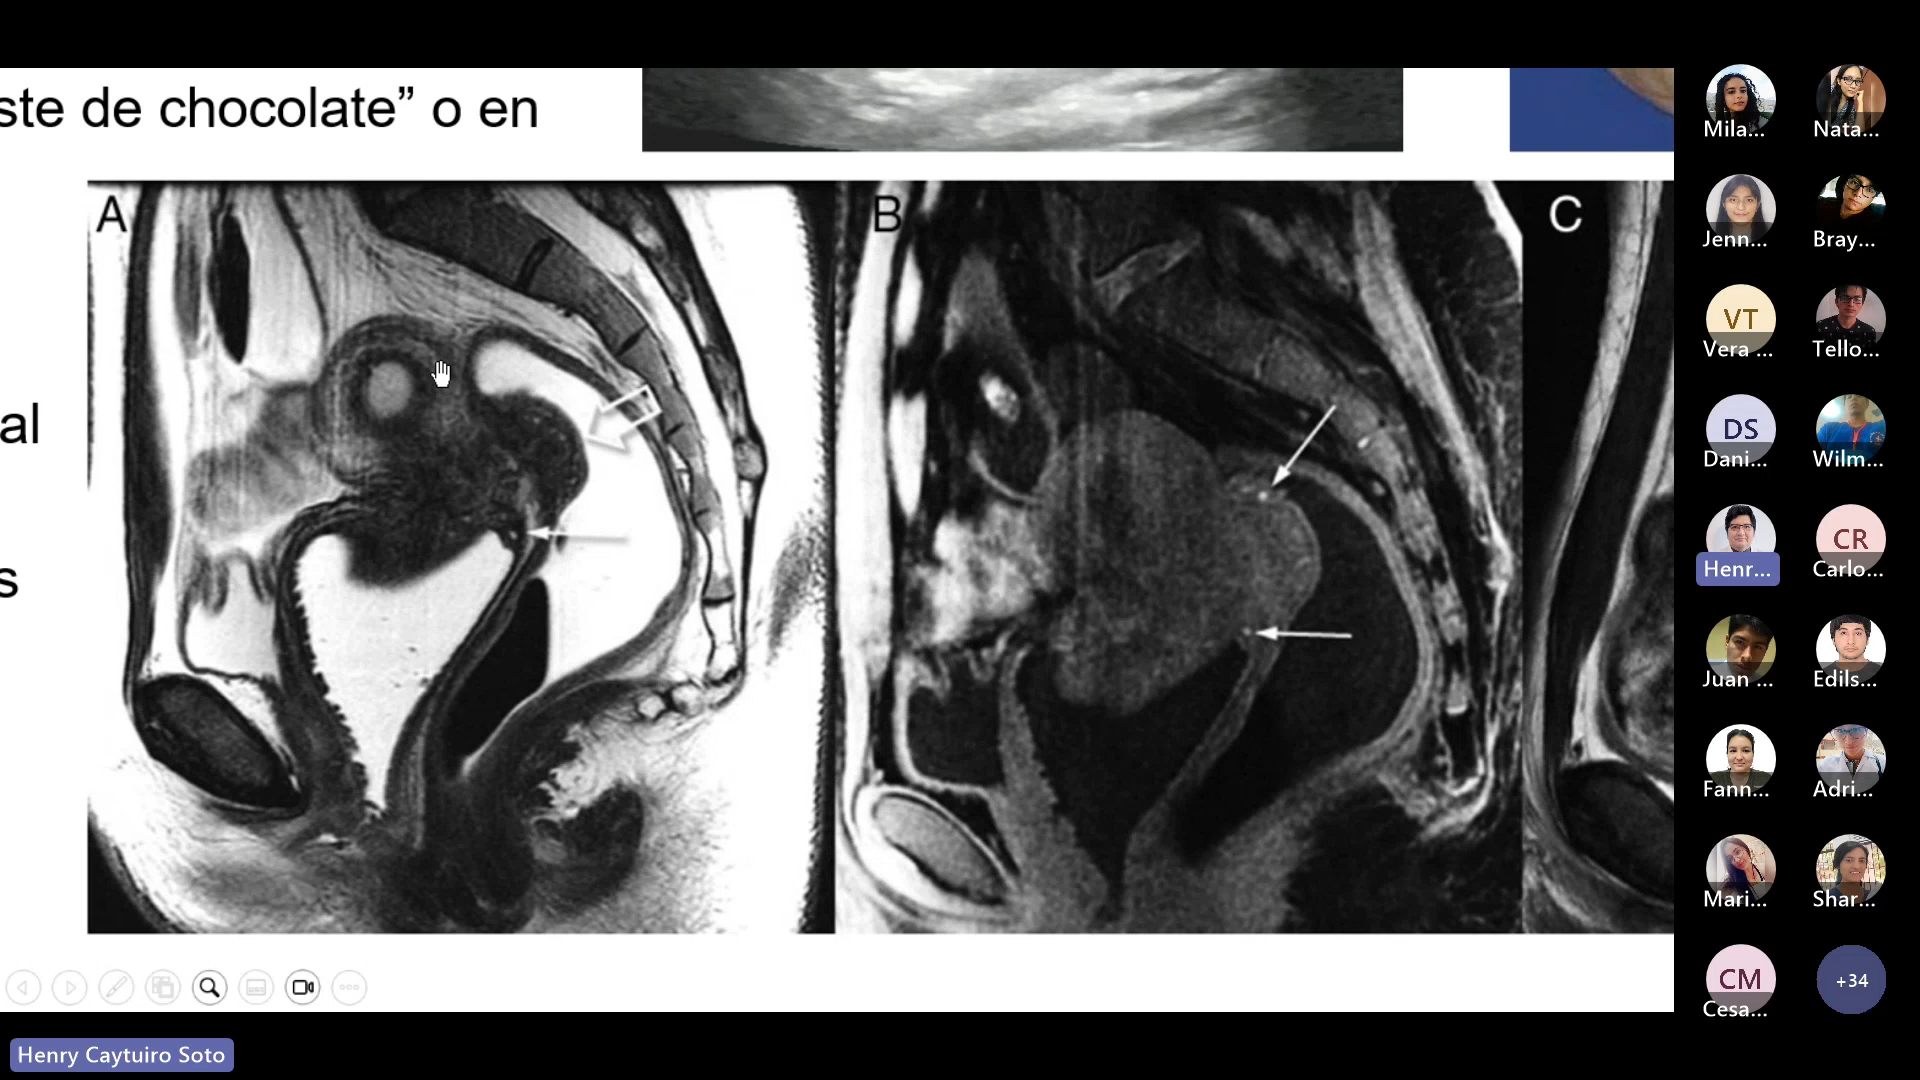 ste de chocolate” o en
al
s
A
B
C
Mila...
Nata...
Jenn...
Bray...
VT
Vera ...
Tello...
DS
Dani...
Wilm...
Henr...
CR
Carlo...
Juan ...
Edils...
Fann...
Adri...
Mari...
Shar...
CM
Cesa...
+34
Henry Caytuiro Soto